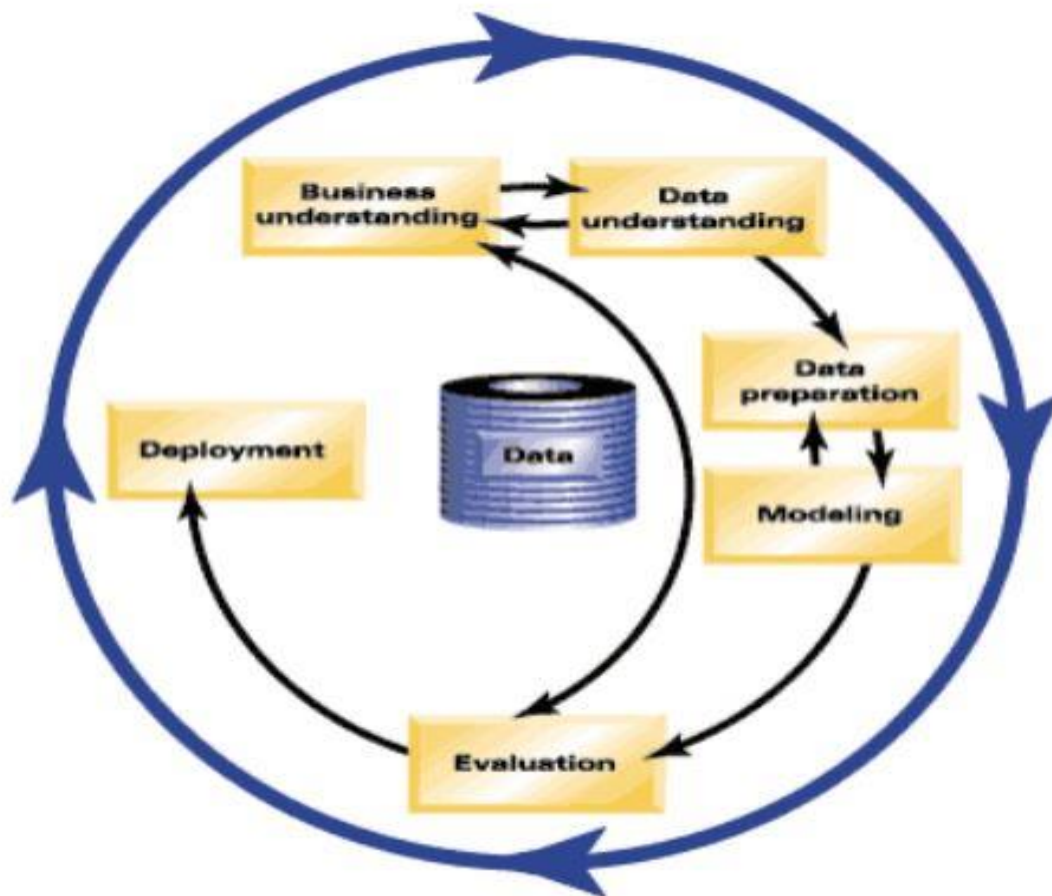 Business
understanding
Data
understanding
Data
preparation
Deployment
Data
Modeling
Evaluation